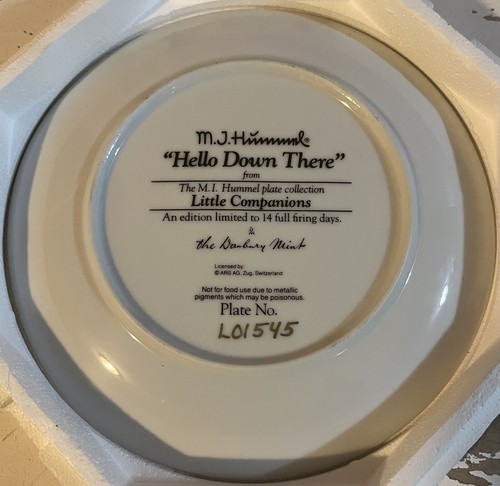 M.J. Hummel®
"Hello Down There"
from
The M.I. Hummel plate collection
Little Companions
An edition limited to 14 full firing days.
&
the Danbury Mint
Licensed by:
© ARS AG, Zug, Switzerland
Not for food use due to metallic
pigments which may be poisonous.
Plate No.
LO1545